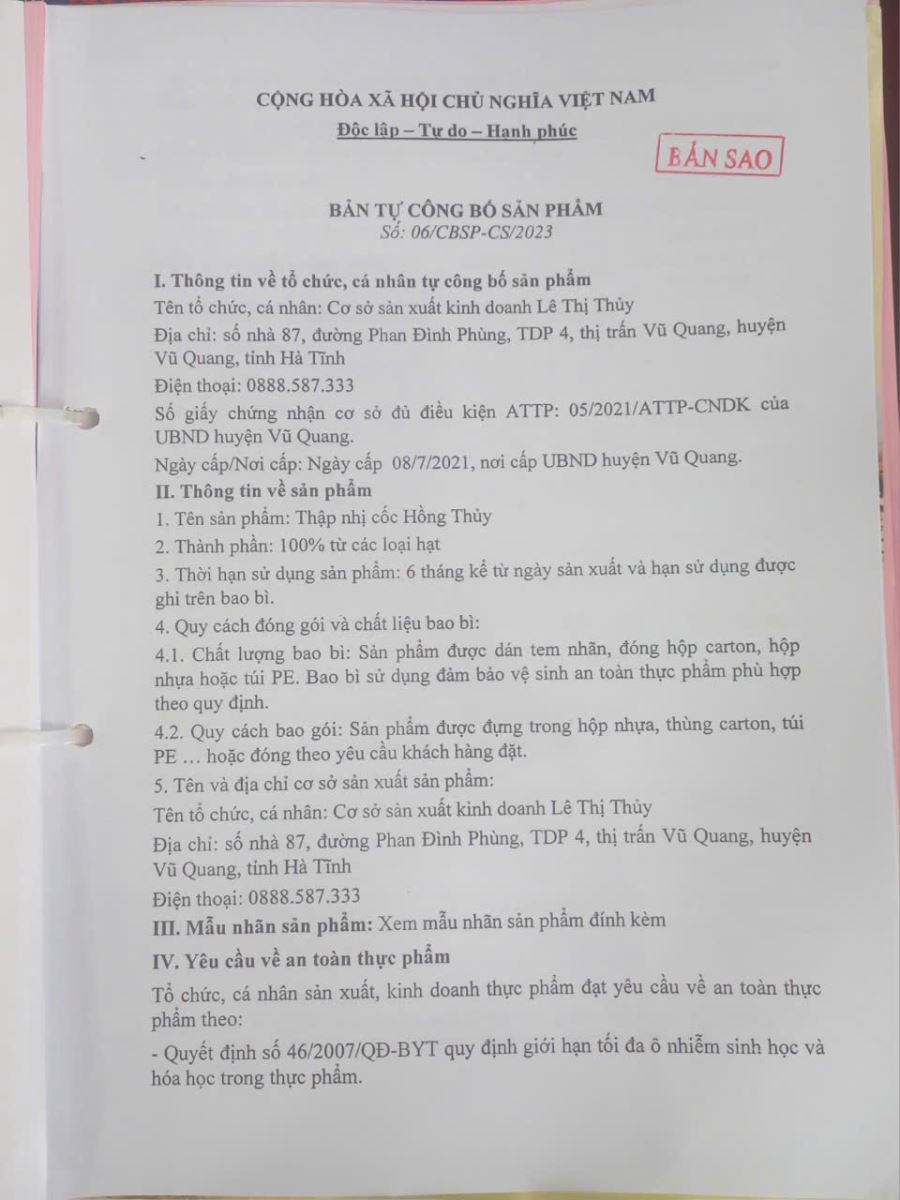 CỘNG HÒA XÃ HỘI CHỦ NGHĨA VIỆT NAM
Độc lập – Tự do – Hạnh phúc
BẢN SAO
BẢN TỰ CÔNG BỐ SẢN PHẨM
Số: 06/CBSP-CS/2023
I. Thông tin về tổ chức, cá nhân tự công bố sản phẩm
Tên tổ chức, cá nhân: Cơ sở sản xuất kinh doanh Lê Thị Thủy
Địa chỉ: số nhà 87, đường Phan Đình Phùng, TDP 4, thị trấn Vũ Quang, huyện
Vũ Quang, tỉnh Hà Tĩnh
Điện thoại: 0888.587.333
Số giấy chứng nhận cơ sở đủ điều kiện ATTP: 05/2021/ATTP-CNDK của
UBND huyện Vũ Quang.
Ngày cấp/Nơi cấp: Ngày cấp 08/7/2021, nơi cấp UBND huyện Vũ Quang.
II. Thông tin về sản phẩm
1. Tên sản phẩm: Thập nhị cốc Hồng Thủy
2. Thành phần: 100% từ các loại hạt
3. Thời hạn sử dụng sản phẩm: 6 tháng kể từ ngày sản xuất và hạn sử dụng được
ghi trên bao bì.
4. Quy cách đóng gói và chất liệu bao bì:
4.1. Chất lượng bao bì: Sản phẩm được dán tem nhãn, đóng hộp carton, hộp
nhựa hoặc túi PE. Bao bì sử dụng đảm bảo vệ sinh an toàn thực phẩm phù hợp
theo quy định.
4.2. Quy cách bao gói: Sản phẩm được đựng trong hộp nhựa, thùng carton, túi
PE … hoặc đóng theo yêu cầu khách hàng đặt.
5. Tên và địa chỉ cơ sở sản xuất sản phẩm:
Tên tổ chức, cá nhân: Cơ sở sản xuất kinh doanh Lê Thị Thủy
Địa chỉ: số nhà 87, đường Phan Đình Phùng, TDP 4, thị trấn Vũ Quang, huyện
Vũ Quang, tỉnh Hà Tĩnh
Điện thoại: 0888.587.333
III. Mẫu nhãn sản phẩm: Xem mẫu nhãn sản phẩm đính kèm
IV. Yêu cầu về an toàn thực phẩm
Tổ chức, cá nhân sản xuất, kinh doanh thực phẩm đạt yêu cầu về an toàn thực
phẩm theo:
- Quyết định số 46/2007/QĐ-BYT quy định giới hạn tối đa ô nhiễm sinh học và
hóa học trong thực phẩm.